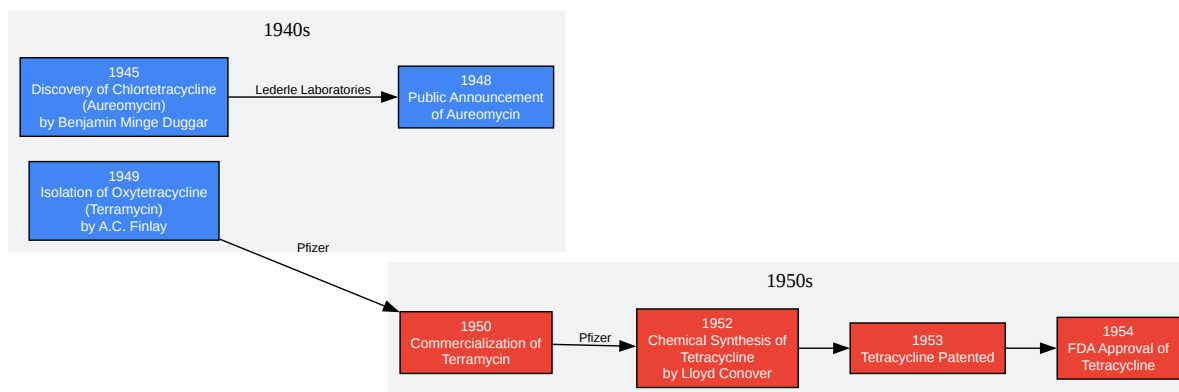 1940s
1945
Discovery of Chlortetracycline
(Aureomycin)
by Benjamin Minge Duggar
Lederle Laboratories
1948
Public Announcement
of Aureomycin
1949
Isolation of Oxytetracycline
(Terramycin)
by A.C. Finlay
Pfizer
1950s
1950
Commercialization of
Terramycin
Pfizer
1952
Chemical Synthesis of
Tetracycline
by Lloyd Conover
1953
Tetracycline Patented
1954
FDA Approval of
Tetracycline